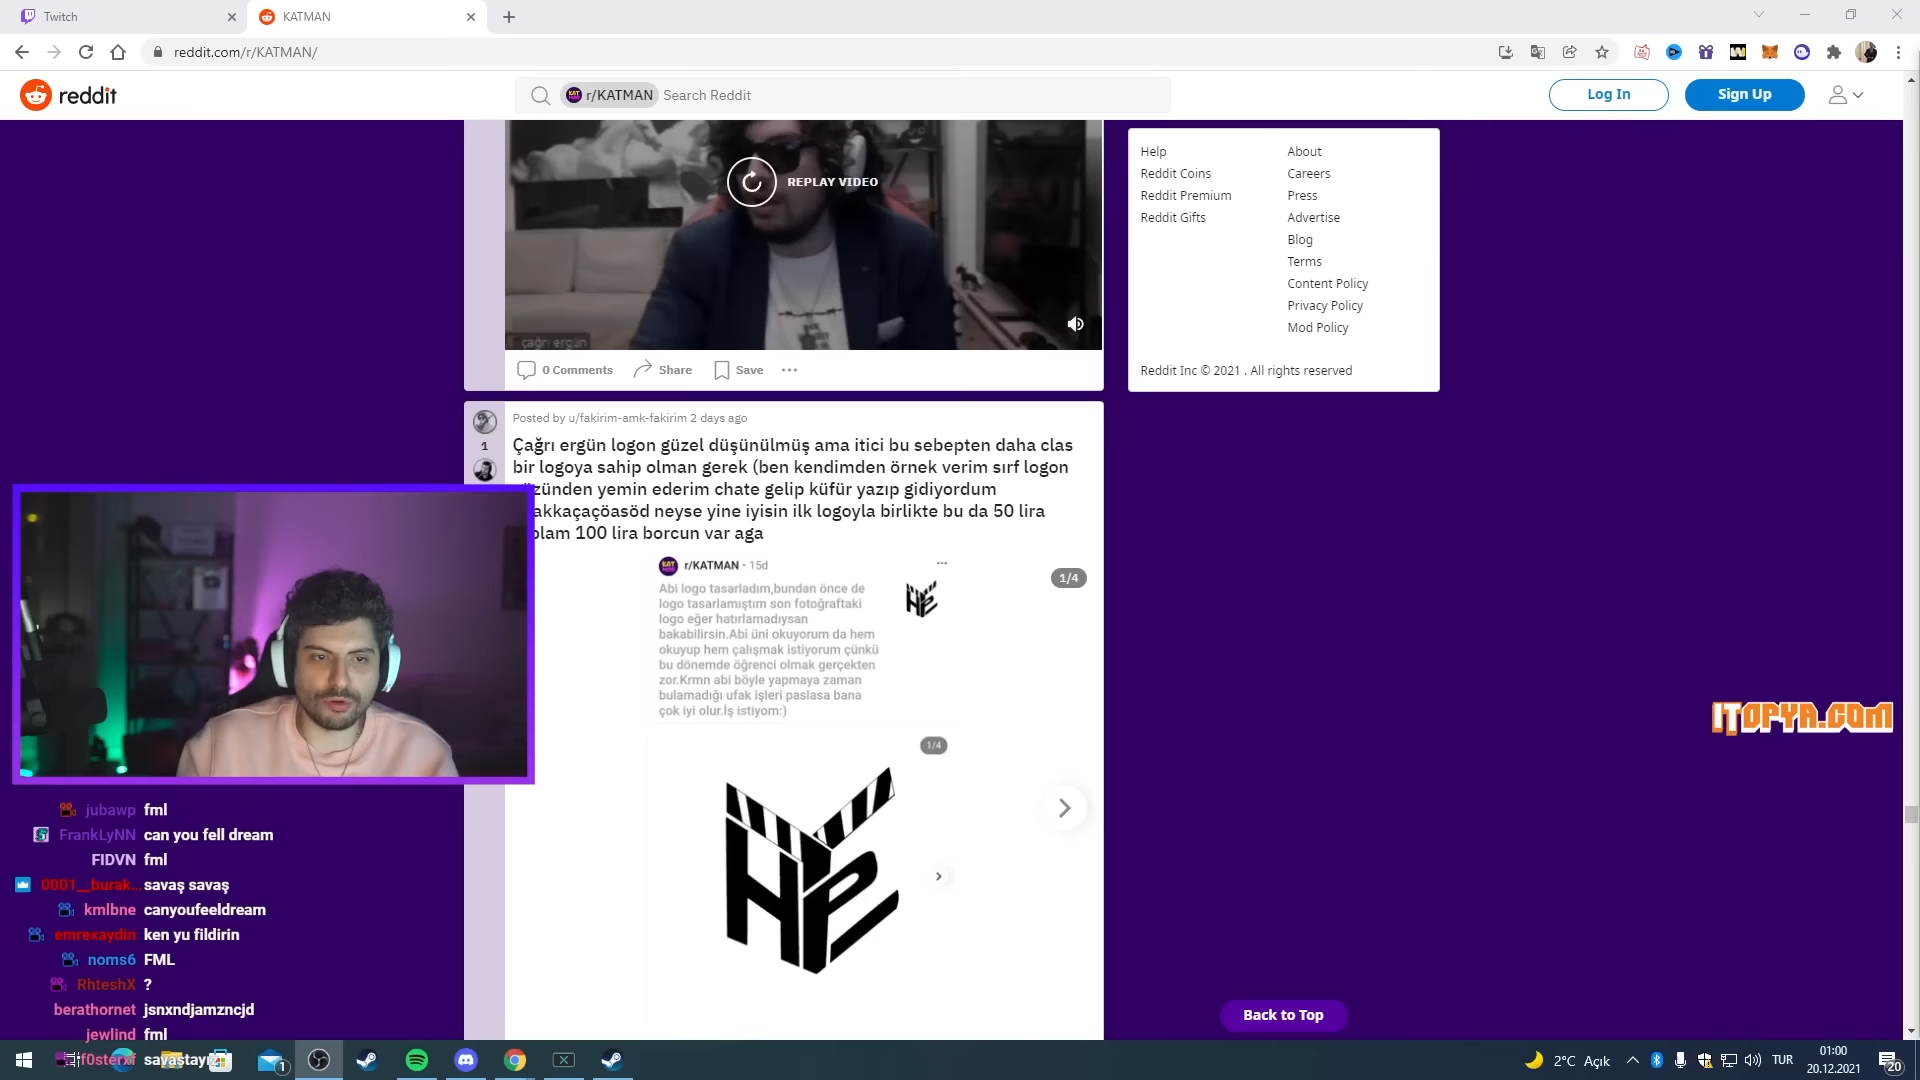 Twitch
KATMAN
reddit.com/r/KATMAN/
reddit
r/KATMAN
Search Reddit
Log In
Sign Up
REPLAY VIDEO
çağrı ergün
0 Comments
Share
Save
Help
Reddit Coins
Reddit Premium
Reddit Gifts
About
Careers
Press
Advertise
Blog
Terms
Content Policy
Privacy Policy
Mod Policy
Reddit Inc © 2021 . All rights reserved
1
Posted by u/fakirim-amk-fakirim 2 days ago
Çağrı ergün logon güzel düşünülmüş ama itici bu sebepten daha clas
bir logoya sahip olman gerek (ben kendimden örnek verim sırf logon
yemin ederim chate gelip küfür yazıp gidiyordum
neyse yine iyisin ilk logoyla birlikte bu da 50 lira
100 lira borcun var aga
r/KATMAN · 15d
1/4
Abi logo tasarladım,bundan önce de
logo tasarlamıştım son fotoğraftaki
logo eğer hatırlamadıysan
bakabilirsin.Abi üni okuyorum da hem
okuyup hem çalışmak istiyorum çünkü
bu dönemde öğrenci olmak gerçekten
zor.Krmn abi böyle yapmaya zaman
bulamadığı ufak işleri paslasa bana
çok iyi olur.İş istiyom:)
1/4
ITOPYA.COM
jubawp fml
FrankLyNN can you fell dream
FIDVN fml
0001__burak... savaş savaş
kmlbne canyoufeeldream
emrexaydin ken yu fildirin
noms6 FML
RhteshX ?
berathornet jsnxndjamzncjd
jewlind fml
Back to Top
1
2°C Açık
TUR
01:00
20.12.2021
20